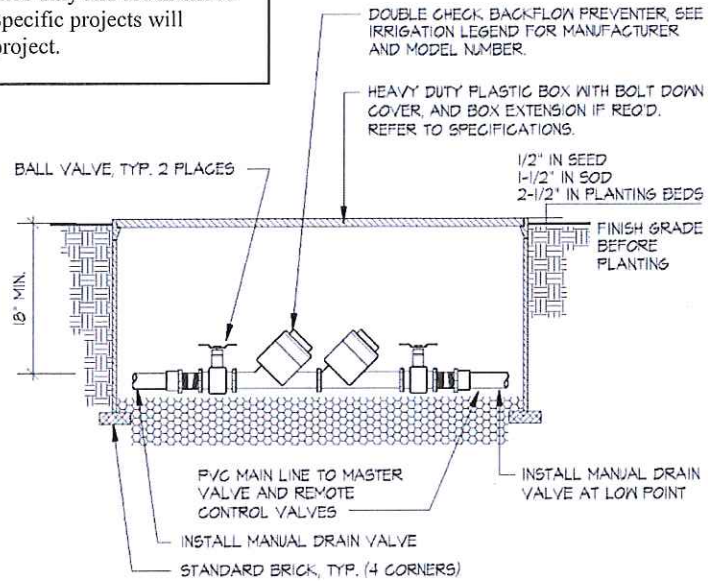 Specific projects will
project.
DOUBLE CHECK BACKFLOW PREVENTER, SEE
IRRIGATION LEGEND FOR MANUFACTURER
AND MODEL NUMBER.
HEAVY DUTY PLASTIC BOX WITH BOLT DOWN
COVER, AND BOX EXTENSION IF REQ'D.
REFER TO SPECIFICATIONS.
BALL VALVE, TYP. 2 PLACES
1/2" IN SEED
1-1/2" IN SOD
2-1/2" IN PLANTING BEDS
FINISH GRADE
BEFORE
PLANTING
18" MIN.
PVC MAIN LINE TO MASTER
VALVE AND REMOTE
CONTROL VALVES
INSTALL MANUAL DRAIN
VALVE AT LOW POINT
INSTALL MANUAL DRAIN VALVE
STANDARD BRICK, TYP. (4 CORNERS)